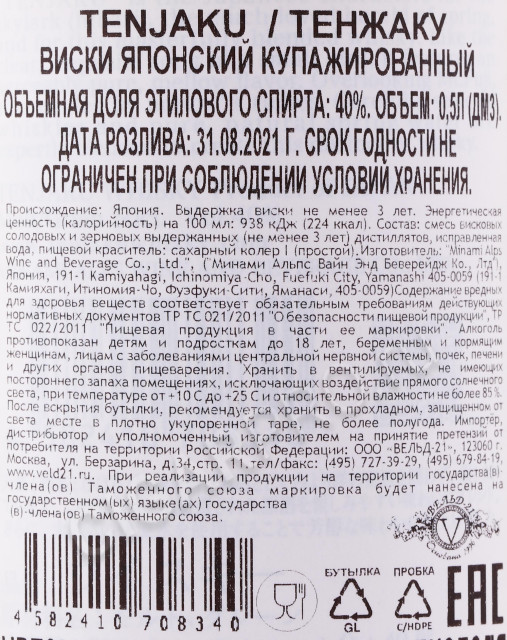 TENJAKU / ТЕНЖАКУ
ВИСКИ ЯПОНСКИЙ КУПАЖИРОВАННЫЙ
ОБЪЕМНАЯ ДОЛЯ ЭТИЛОВОГО СПИРТА: 40%. ОБЪЕМ: 0,5Л (ДМ3).
ДАТА РОЗЛИВА: 31.08.2021 Г. СРОК ГОДНОСТИ НЕ
ОГРАНИЧЕН ПРИ СОБЛЮДЕНИИ УСЛОВИЙ ХРАНЕНИЯ.
Происхождение: Япония. Выдержка виски не менее 3 лет. Энергетическая
ценность (калорийность) на 100 мл: 938 кДж (224 ккал). Состав: смесь висковых
солодовых и зерновых выдержанных (не менее 3 лет) дистиллятов, исправленная
вода, пищевой краситель: сахарный колер I (простой).Изготовитель: "Minami Alps
Wine and Beverage Co., Ltd.", ("Минами Альпс Вайн Энд Беверейдж Ко., Лтд"),
Япония, 191-1 Kamiyahagi, Ichinomiya-Cho, Fuefuki City, Yamanashi 405-0059 (191-1
Камияхаги, Итиномия-Чо, Фуэфуки-Сити, Яманаси, 405-0059)Содержание вредных
для здоровья веществ соответствует обязательным требованиям действующих
нормативных документов ТР ТС 021/2011 "О безопасности пищевой продукции", ТР
ТС 022/2011 "Пищевая продукция в части ее маркировки". Алкоголь
противопоказан детям и подросткам до 18 лет, беременным и кормящим
женщинам, лицам с заболеваниями центральной нервной системы, почек, печени
и других органов пищеварения. Хранить в вентилируемых, не имеющих
постороннего запаха помещениях, исключающих воздействие прямого солнечного
света, при температуре от +10 С до +25 С и относительной влажности не более 85%.
После вскрытия бутылки, рекомендуется хранить в прохладном, защищенном от
света месте в плотно укупоренной таре, не более полугода. Импортер,
дистрибьютор и уполномоченный изготовителем на принятие претензий от
потребителя на территории Российской Федерации: ООО «ВЕЛЬД-21», 123060 г.
Москва, ул. Берзарина, д.34,стр. 11.тел/факс: (495) 727-39-29, (495) 679-84-19,
www.veld21.ru. При реализации продукции на территории государства(в)-
члена(ов) Таможенного союза маркировка будет нанесена на
государственном(ых) языке(ах) государства
(в)-члена(ов) Таможенного союза.
ВЕЛЬД 21
V
4 582410 708340
БУТЫЛКА
GL
ПРОБКА
C/HDPE
EAC